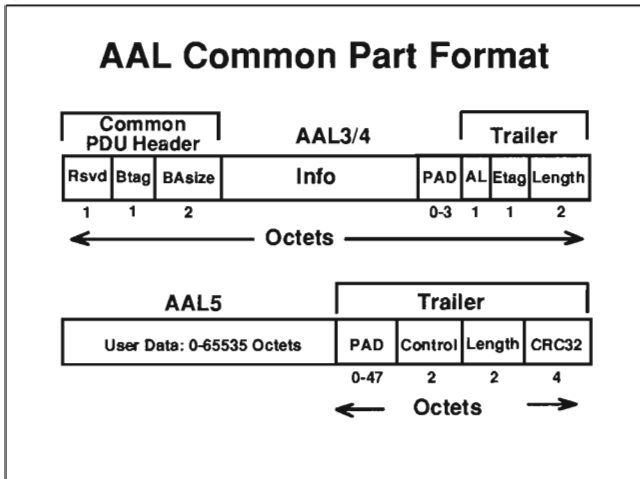 AAL Common Part Format
Common
PDU Header
AAL3/4
Trailer
Rsvd Btag BAsize Info PAD AL Etag Length
1 1 2 0-3 1 1 2
Octets
AAL5
Trailer
User Data: 0-65535 Octets PAD Control Length CRC32
0-47 2 2 4
Octets